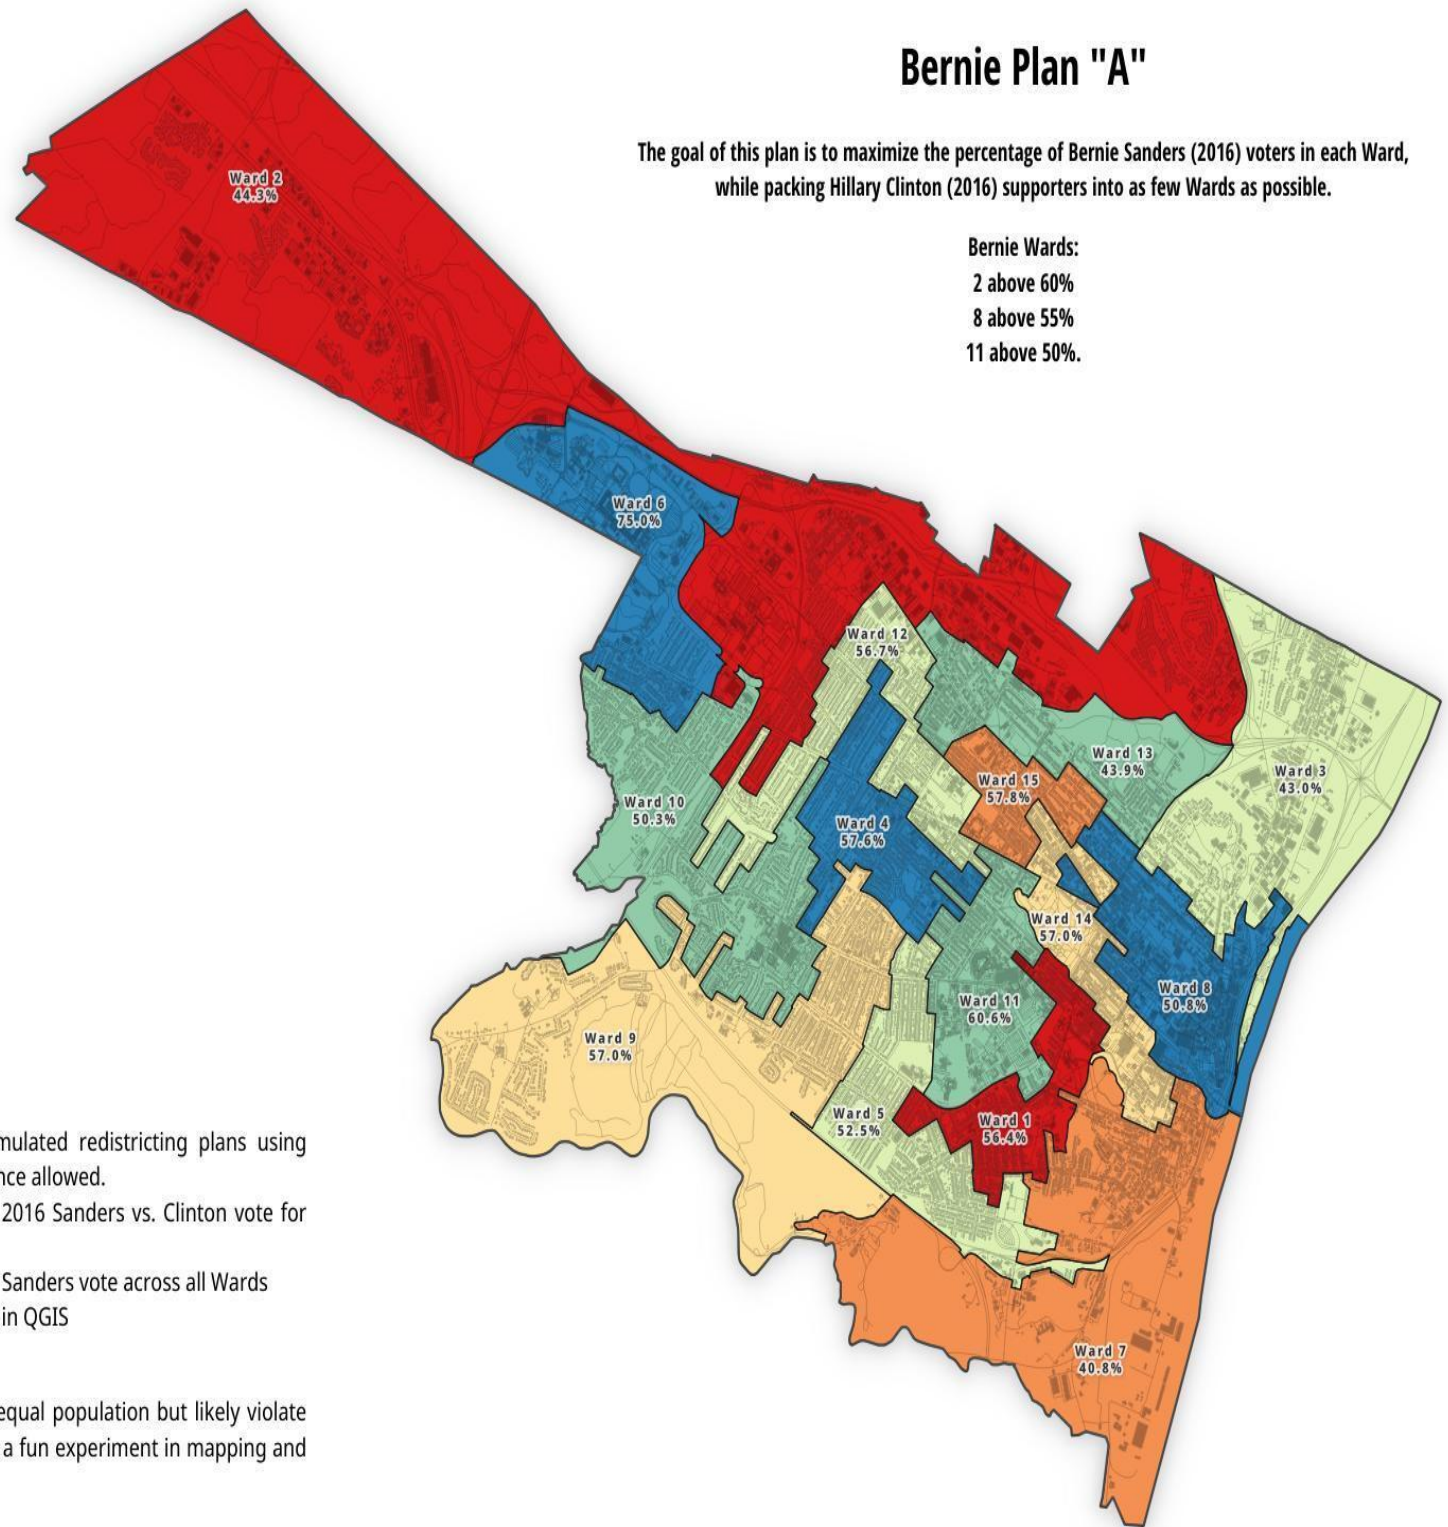 Bernie Plan "A"
The goal of this plan is to maximize the percentage of Bernie Sanders (2016) voters in each Ward,
while packing Hillary Clinton (2016) supporters into as few Wards as possible.
Bernie Wards:
2 above 60%
8 above 55%
11 above 50%.
Ward 2
44.3%
Ward 6
75.0%
Ward 12
56.7%
Ward 13
43.9%
Ward 3
43.0%
Ward 15
57.8%
Ward 10
50.3%
Ward 4
57.6%
Ward 14
57.0%
Ward 8
50.8%
Ward 11
60.6%
Ward 9
57.0%
Ward 5
52.5%
Ward 1
56.4%
Ward 7
40.8%
mulated redistricting plans using
nce allowed.
2016 Sanders vs. Clinton vote for
Sanders vote across all Wards
in QGIS
equal population but likely violate
a fun experiment in mapping and